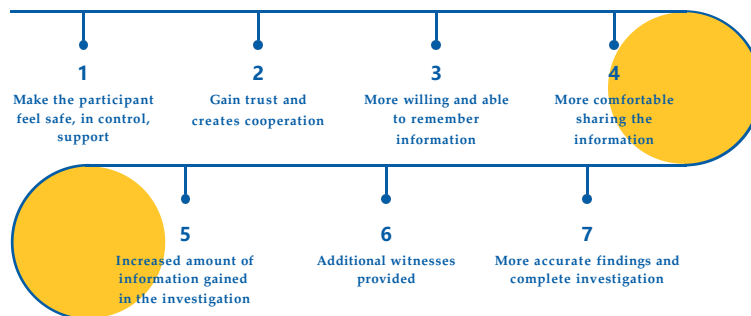 1
Make the participant
feel safe, in control,
support
2
Gain trust and
creates cooperation
3
More willing and able
to remember
information
4
More comfortable
sharing the
information
5
Increased amount of
information gained
in the investigation
6
Additional witnesses
provided
7
More accurate findings and
complete investigation